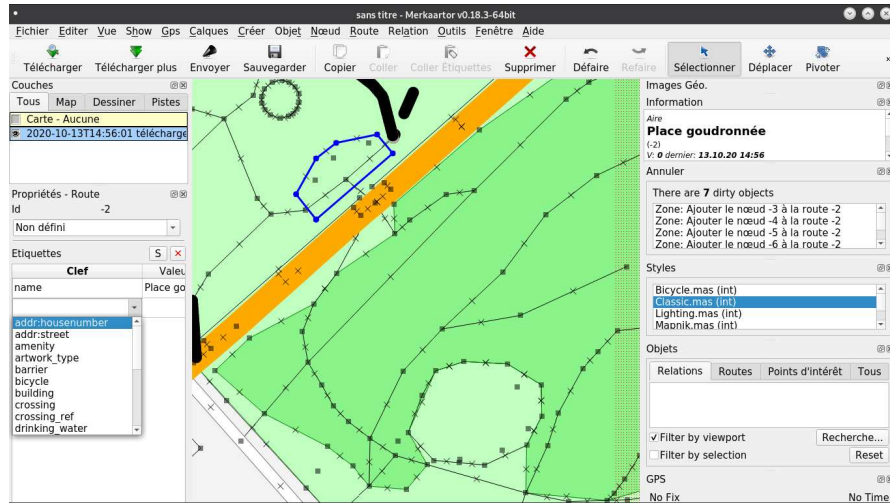 sans titre - Merkaartor v0.18.3-64bit
Fichier Editer Vue Show Gps Calques Créer Objet Nœud Route Relation Outils Fenêtre Aide
Télécharger Télécharger plus Envoyer Sauvegarder Copier Coller Coller Étiquettes Supprimer Défaire Refaire Sélectionner Déplacer Pivoter
Couches
Tous Map Dessiner Pistes
Carte - Aucune
2020-10-13T14:56:01 télécharge
Propriétés - Route
Id -2
Non défini
Etiquettes S
Clef Valeu
name Place go
addr:housenumber
addr:street
amenity
artwork_type
barrier
bicycle
building
crossing
crossing_ref
drinking_water
Images Géo.
Information
Aire
Place goudronnée
(-2)
V: 0 dernier: 13.10.20 14:56
Annuler
There are 7 dirty objects
Zone: Ajouter le nœud -3 à la route -2
Zone: Ajouter le nœud -4 à la route -2
Zone: Ajouter le nœud -5 à la route -2
Zone: Ajouter le nœud -6 à la route -2
Styles
Bicycle.mas (int)
Classic.mas (int)
Lighting.mas (int)
Mapnik.mas (int)
Objets
Relations Routes Points d'intérêt Tous
Filter by viewport Recherche...
Filter by selection Reset
GPS
No Fix No Time